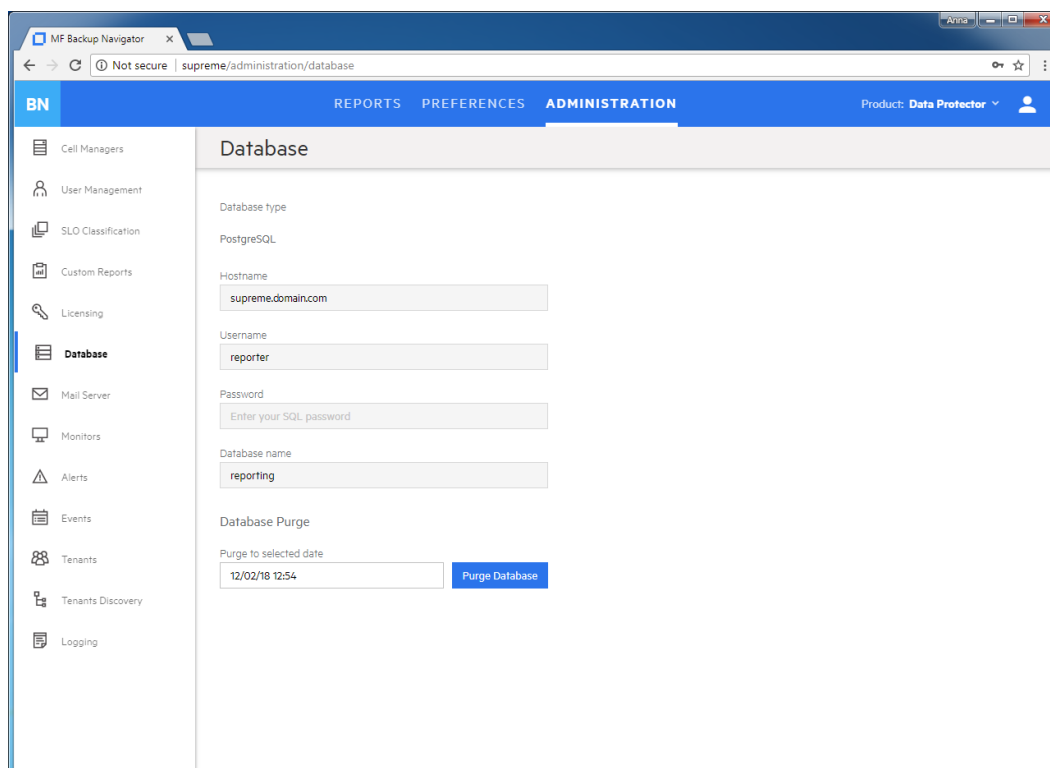 Anna
MF Backup Navigator
Not secure supreme/administration/database
BN REPORTS PREFERENCES ADMINISTRATION Product: Data Protector
Cell Managers
User Management
SLO Classification
Custom Reports
Licensing
Database
Mail Server
Monitors
Alerts
Events
Tenants
Tenants Discovery
Logging
Database
Database type
PostgreSQL
Hostname
supreme.domain.com
Username
reporter
Password
Enter your SQL password
Database name
reporting
Database Purge
Purge to selected date
12/02/18 12:54 Purge Database